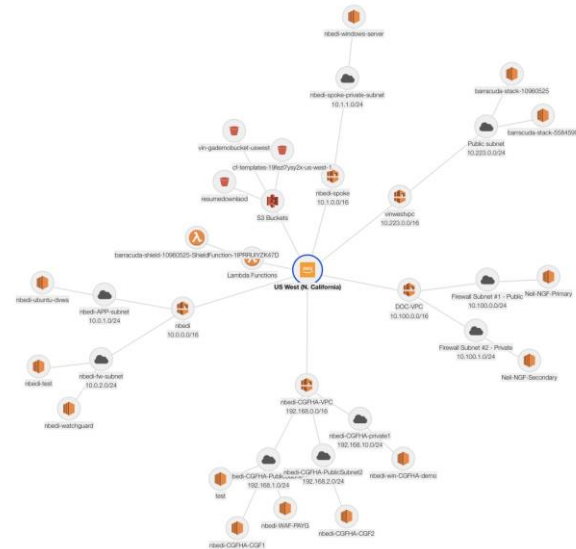 nbedi-windows-server
nbedi-spoke-private-subnet
10.1.1.0/24
barracuda-stack-10960525
Public subnet
10.223.0.0/24
vin-gademobucket-uswest
resumedownlaod
S3 Buckets
nbedi-spoke
10.1.0.0/16
vinwestvpc
10.223.0.0/16
Lambda Functions
US West (N. California)
nbedi-ubuntu-dvwa
nbedi-APP-subnet
10.0.1.0/24
nbedi
10.0.0.0/16
DOC-VPC
10.100.0.0/16
Firewall Subnet #1 - Public
10.100.0.0/24
Neil-NGF-Primary
Firewall Subnet #2 - Private
10.100.1.0/24
Neil-NGF-Secondary
nbedi-test
nbedi-fw-subnet
10.0.2.0/24
nbedi-watchguard
nbedi-CGFHA-VPC
192.168.0.0/16
nbedi-CGFHA-private1
192.168.10.0/24
nbedi-CGFHA-PublicSubnet2
192.168.1.0/24
192.168.2.0/24
nbedi-win-CGFHA-demo
test
nbedi-WAF-PAYG
nbedi-CGFHA-CGF1
nbedi-CGFHA-CGF2